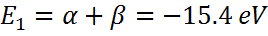 E₁ = α + β = −15.4 eV